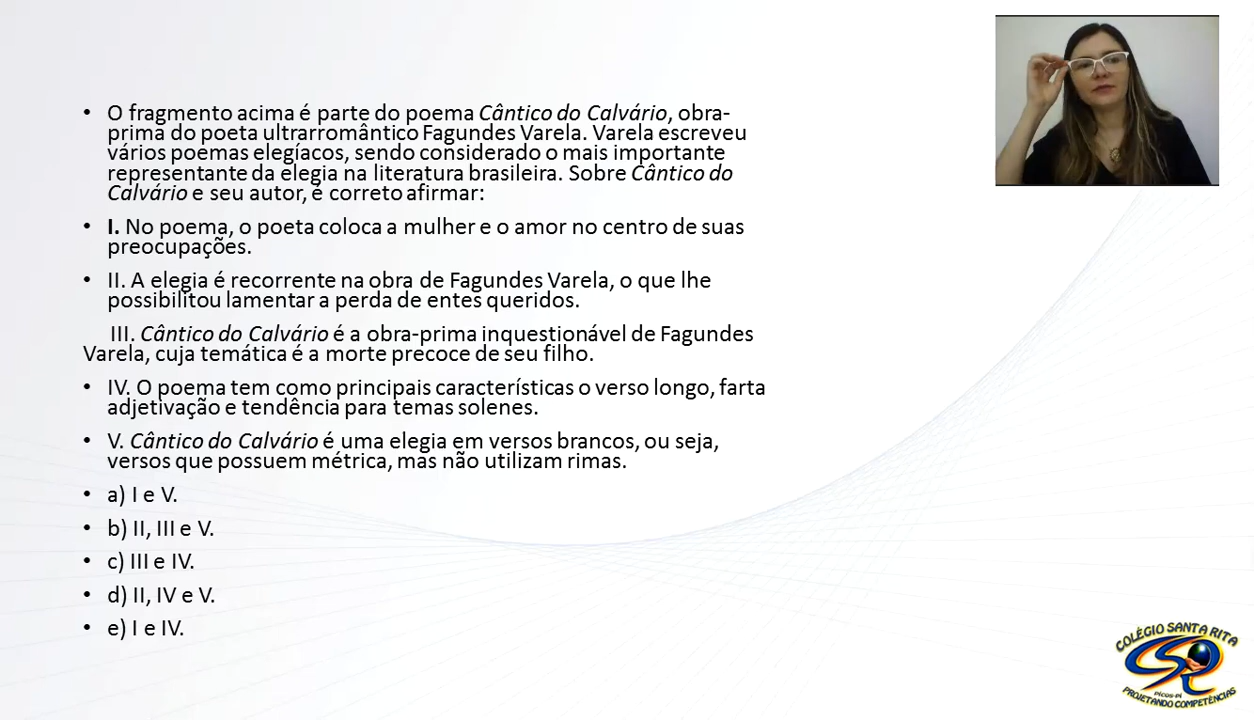 • O fragmento acima é parte do poema Cântico do Calvário, obra-
prima do poeta ultrarromântico Fagundes Varela. Varela escreveu
vários poemas elegíacos, sendo considerado o mais importante
representante da elegia na literatura brasileira. Sobre Cântico do
Calvário e seu autor, é correto afirmar:
• I. No poema, o poeta coloca a mulher e o amor no centro de suas
preocupações.
• II. A elegia é recorrente na obra de Fagundes Varela, o que lhe
possibilitou lamentar a perda de entes queridos.
III. Cântico do Calvário é a obra-prima inquestionável de Fagundes
Varela, cuja temática é a morte precoce de seu filho.
• IV. O poema tem como principais características o verso longo, farta
adjetivação e tendência para temas solenes.
• V. Cântico do Calvário é uma elegia em versos brancos, ou seja,
versos que possuem métrica, mas não utilizam rimas.
• a) I e V.
• b) II, III e V.
• c) III e IV.
• d) II, IV e V.
• e) I e IV.
COLÉGIO SANTA RITA
CSR
PICOS-PI
PROJETANDO COMPETÊNCIAS